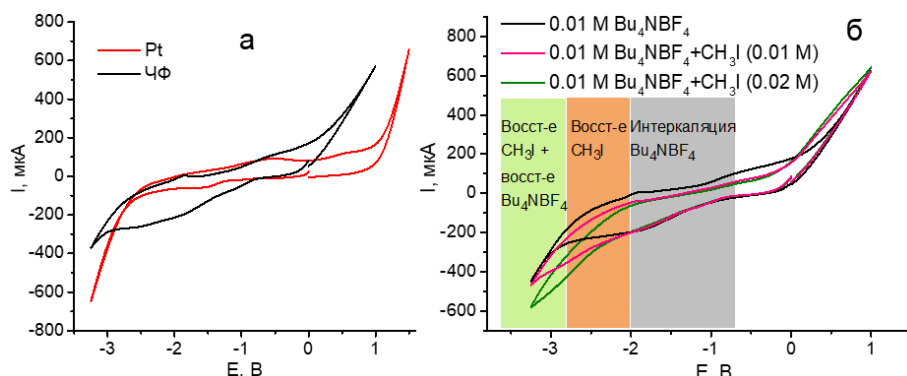 а
Pt
ЧФ
I, мкА
800
600
400
200
0
-200
-400
-600
-800
-3 -2 -1 0 1
E, В
б
0.01 M Bu₄NBF₄
0.01 M Bu₄NBF₄+CH₃I (0.01 M)
0.01 M Bu₄NBF₄+CH₃I (0.02 M)
Восст-е
CH₃I +
восст-е
Bu₄NBF₄
Восст-е
CH₃I
Интеркаляция
Bu₄NBF₄
I, мкА
800
600
400
200
0
-200
-400
-600
-3 -2 -1 0 1
E, В